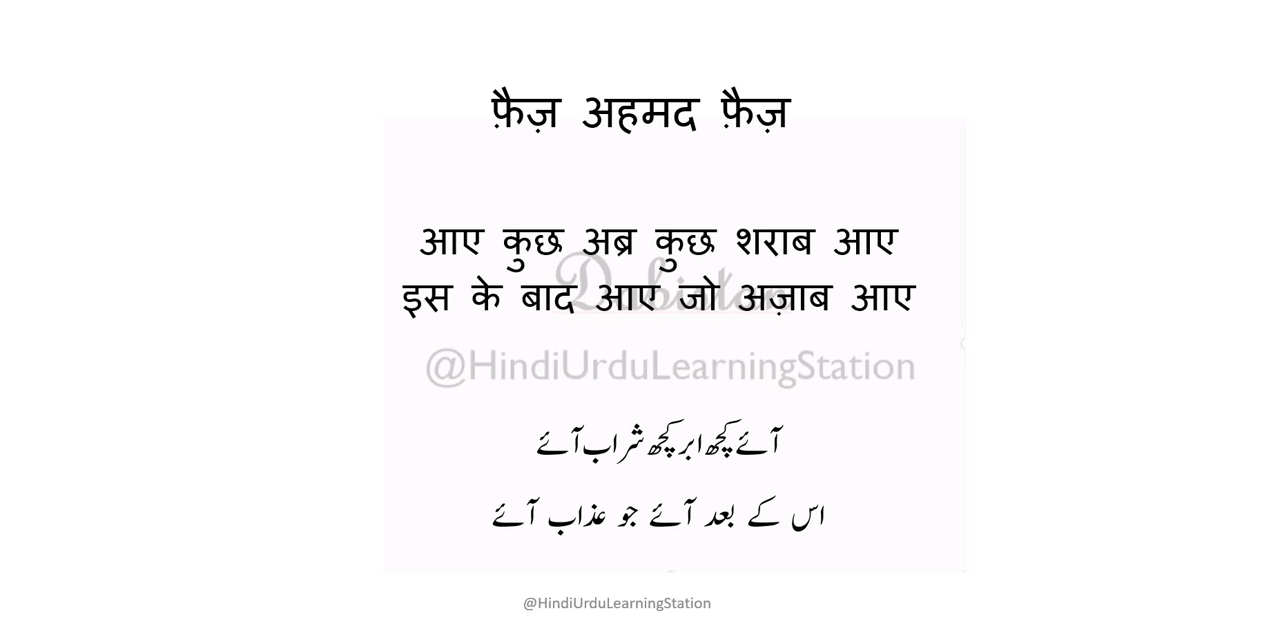 फ़ैज़ अहमद फ़ैज़
आए कुछ अब्र कुछ शराब आए
Dabistan
इस के बाद आए जो अज़ाब आए
@HindiUrduLearningStation
آئے کچھ ابر کچھ شراب آئے
اس کے بعد آئے جو عذاب آئے
@HindiUrduLearningStation